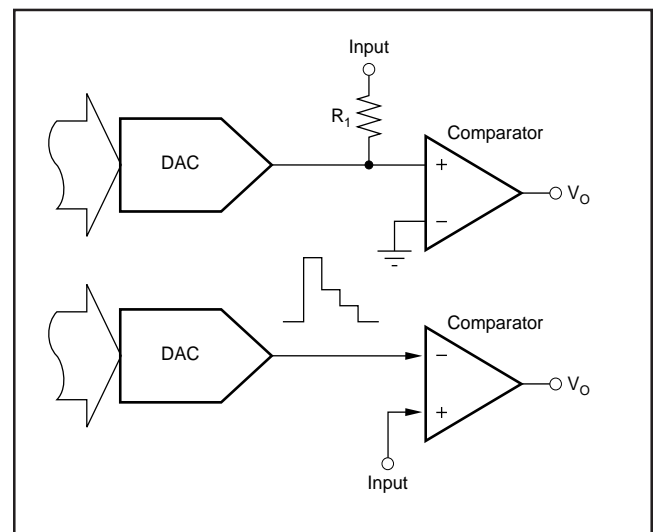 Input
R1
Comparator
DAC
+
−
VO
Comparator
DAC
−
+
VO
Input